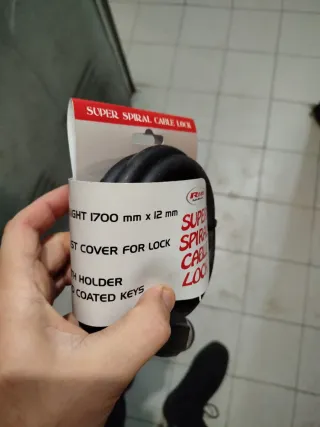 SUPER SPIRAL CABLE LOCK
GHT 1700 mm x 12 mm
ST COVER FOR LOCK
TH HOLDER
COATED KEYS
SUPER
SPIRAL
CABLE
LOCK